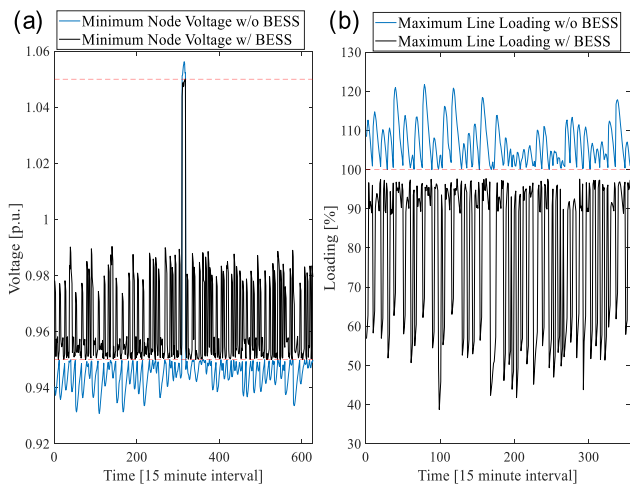 (a)
Minimum Node Voltage w/o BESS
Minimum Node Voltage w/ BESS
1.06
1.04
1.02
1
0.98
0.96
0.94
0.92
Voltage [p.u.]
0
200
400
600
Time [15 minute interval]
(b)
Maximum Line Loading w/o BESS
Maximum Line Loading w/ BESS
130
120
110
100
90
80
70
60
50
40
30
Loading [%]
0
100
200
300
Time [15 minute interval]